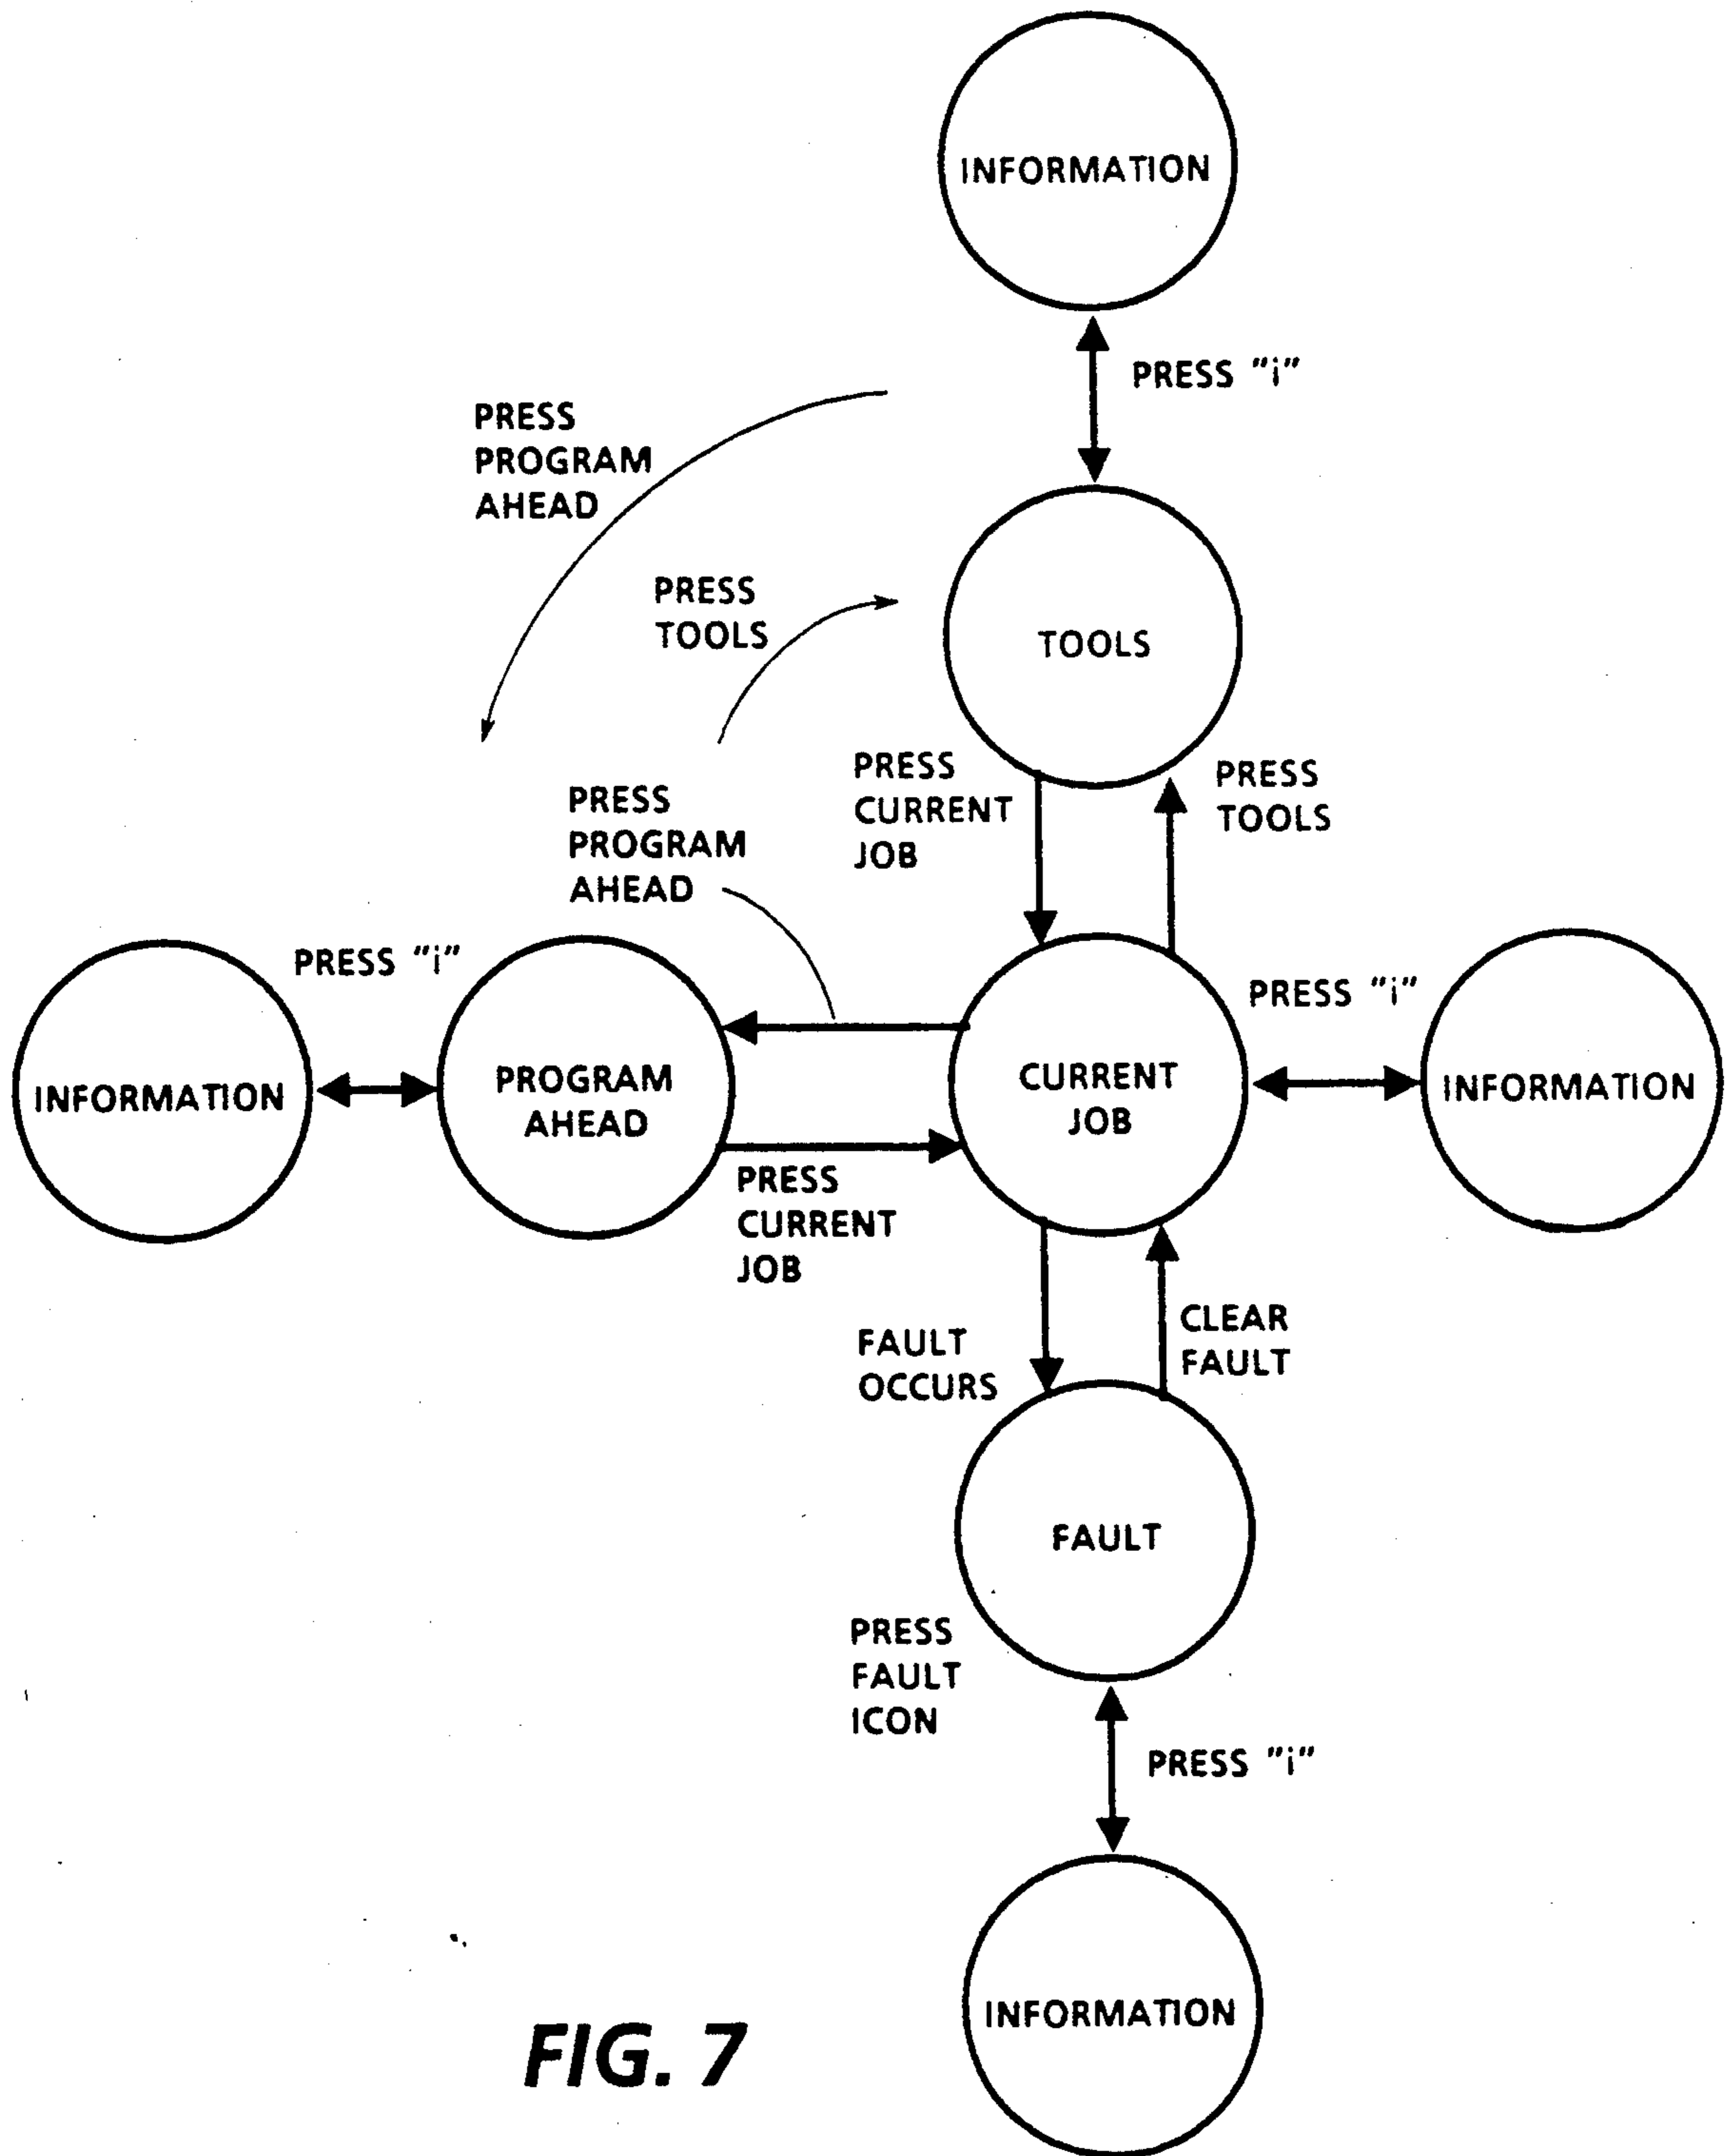 INFORMATION
PRESS "i"
PRESS
PROGRAM
AHEAD
PRESS
TOOLS
TOOLS
PRESS
CURRENT
JOB
PRESS
TOOLS
PRESS
PROGRAM
AHEAD
PRESS "i"
PRESS "i"
INFORMATION
PROGRAM
AHEAD
CURRENT
JOB
INFORMATION
PRESS
CURRENT
JOB
FAULT
OCCURS
CLEAR
FAULT
FAULT
PRESS
FAULT
ICON
PRESS "i"
INFORMATION
FIG. 7